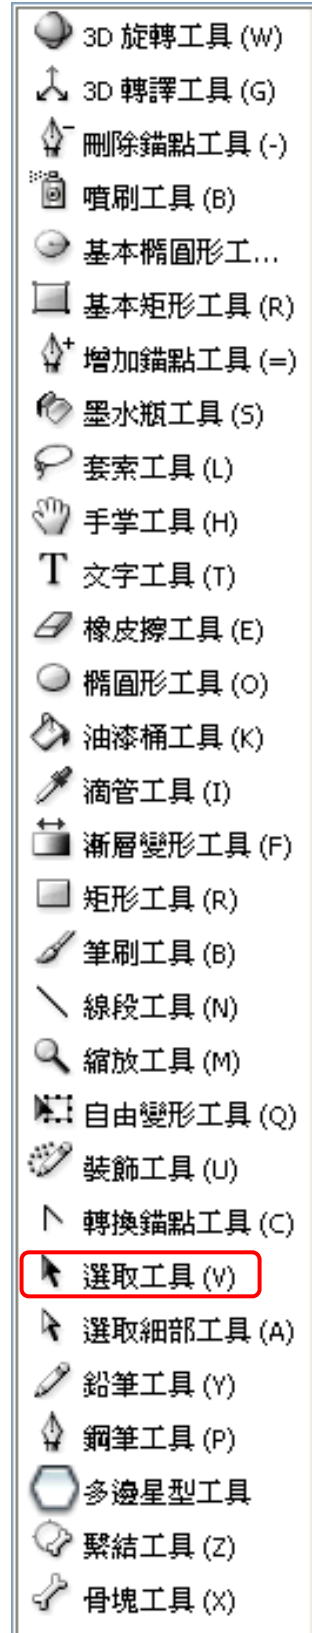 3D 旋轉工具 (W)
3D 轉譯工具 (G)
刪除錨點工具 (-)
噴刷工具 (B)
基本橢圓形工...
基本矩形工具 (R)
增加錨點工具 (=)
墨水瓶工具 (S)
套索工具 (L)
手掌工具 (H)
T 文字工具 (T)
橡皮擦工具 (E)
橢圓形工具 (O)
油漆桶工具 (K)
滴管工具 (I)
漸層變形工具 (F)
矩形工具 (R)
筆刷工具 (B)
線段工具 (N)
縮放工具 (M)
自由變形工具 (Q)
裝飾工具 (U)
轉換錨點工具 (C)
選取工具 (V)
選取細部工具 (A)
鉛筆工具 (Y)
鋼筆工具 (P)
多邊星型工具
繫結工具 (Z)
骨塊工具 (X)